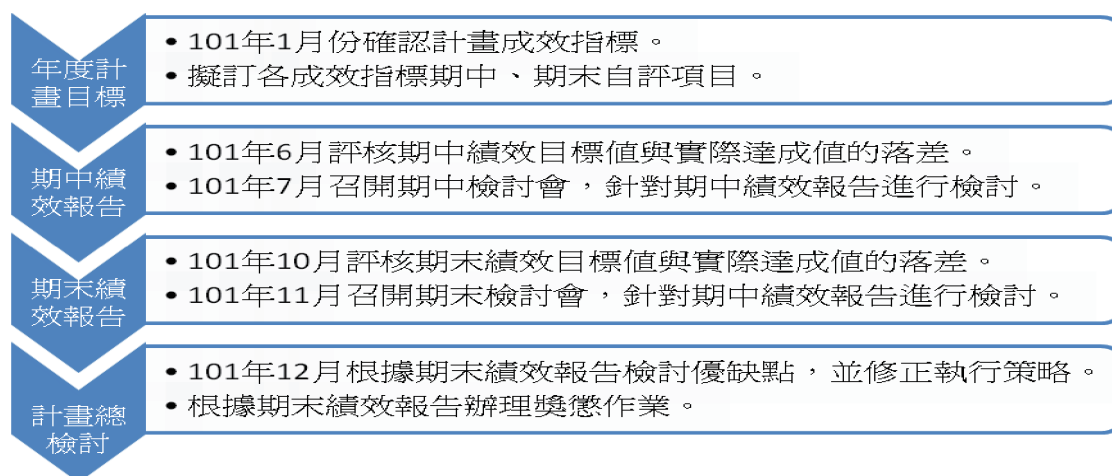 年度計
畫目標
• 101年1月份確認計畫成效指標。
• 擬訂各成效指標期中、期末自評項目。
期中績
效報告
• 101年6月評核期中績效目標值與實際達成值的落差。
• 101年7月召開期中檢討會，針對期中績效報告進行檢討。
期末績
效報告
• 101年10月評核期末績效目標值與實際達成值的落差。
• 101年11月召開期末檢討會，針對期中績效報告進行檢討。
計畫總
檢討
• 101年12月根據期末績效報告檢討優缺點，並修正執行策略。
• 根據期末績效報告辦理獎懲作業。